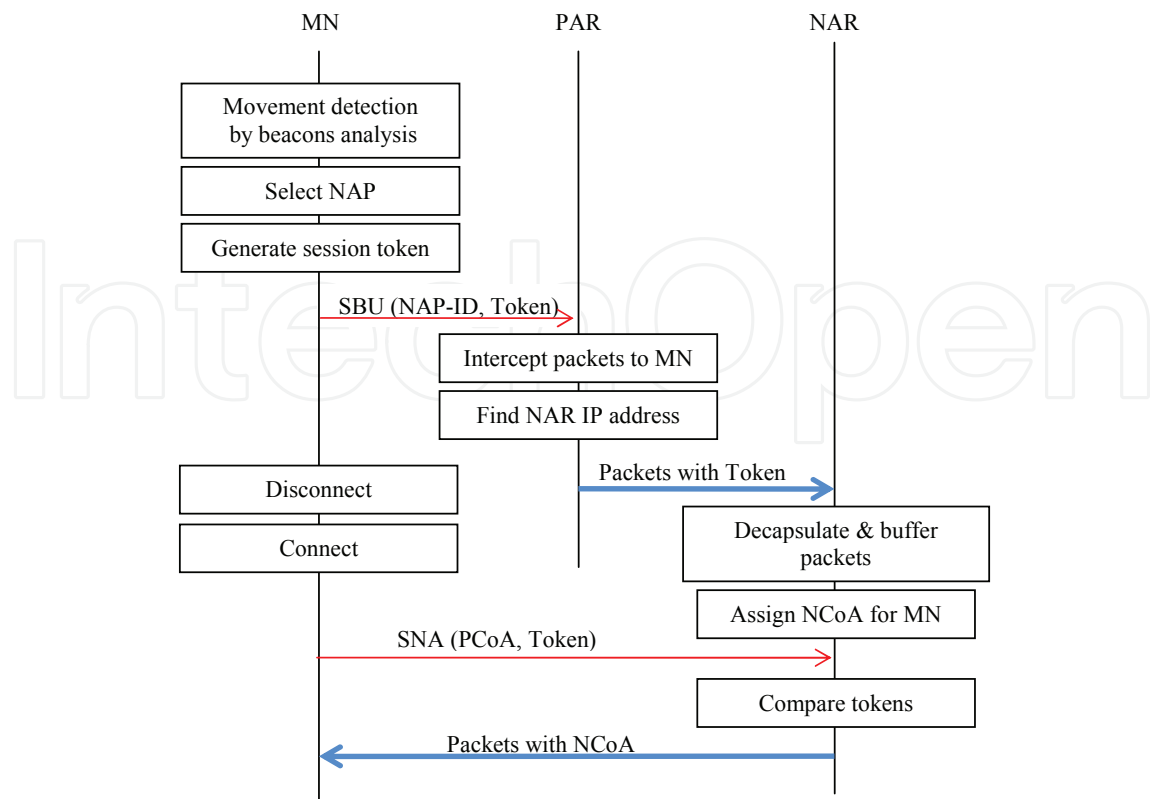 MN
PAR
NAR
Movement detection
by beacons analysis
Select NAP
Generate session token
SBU (NAP-ID, Token)
Intercept packets to MN
Find NAR IP address
Packets with Token
Disconnect
Decapsulate & buffer
packets
Connect
Assign NCoA for MN
SNA (PCoA, Token)
Compare tokens
Packets with NCoA
IntechOpen